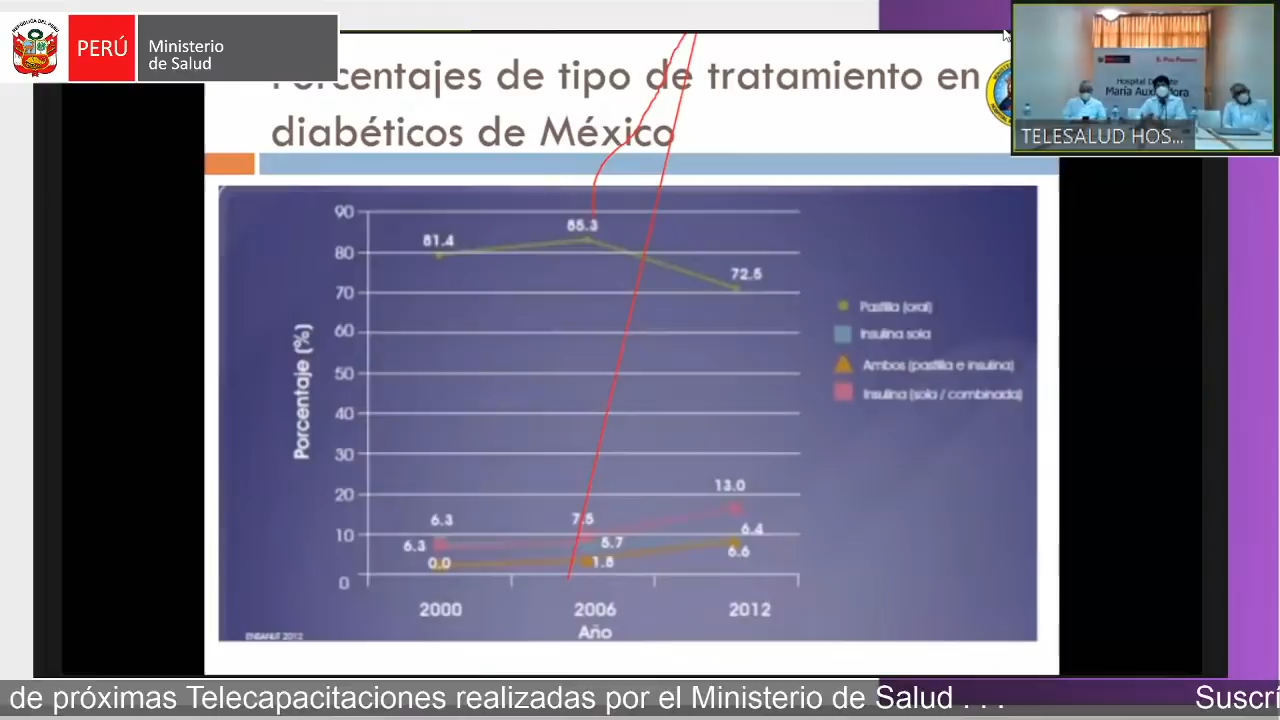 PERÚ
Ministerio
de Salud
Porcentajes de tipo de tratamiento en
diabéticos de México
Hospital
María Auxiliadora
TELESALUD HOS...
90
80
70
60
50
40
30
20
10
0
Porcentaje (%)
81.4
85.3
72.5
6.3
7.5
13.0
6.3
5.7
6.4
0.0
1.8
6.6
2000
2006
2012
Año
Pastilla (oral)
Insulina sola
Ambos (pastilla e insulina)
Insulina (sola / combinada)
ENSANUT 2012
de próximas Telecapacitaciones realizadas por el Ministerio de Salud . . .
Suscrí